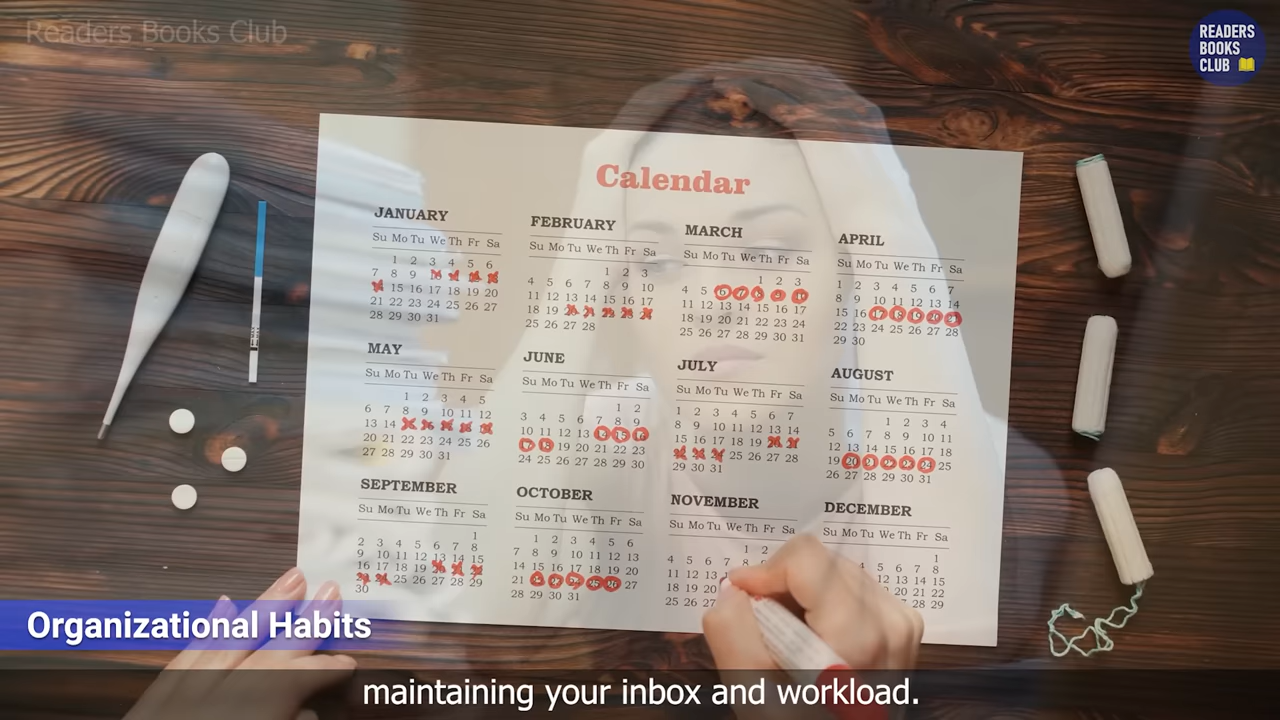 Readers Books Club
READERS
BOOKS
CLUB
Calendar
JANUARY
Su Mo Tu We Th Fr Sa
1 2 3 4 5 6
7 8 9
15 16 17 18 19 20
21 22 23 24 25 26 27
28 29 30 31
FEBRUARY
Su Mo Tu We Th Fr Sa
1 2 3
4 5 6 7 8 9 10
11 12 13 14 15 16 17
18 19
25 26 27 28
MARCH
Su Mo Tu We Th Fr Sa
1 2 3
4 5 6 7 8 9 10
11 12 13 14 15 16 17
18 19 20 21 22 23 24
25 26 27 28 29 30 31
APRIL
Su Mo Tu We Th Fr Sa
1 2 3 4 5 6 7
8 9 10 11 12 13 14
15 16 17 18 19 20 21
22 23 24 25 26 27 28
29 30
MAY
Su Mo Tu We Th Fr Sa
1 2 3 4 5
6 7 8 9 10 11 12
13 14
20 21 22 23 24 25 26
27 28 29 30 31
JUNE
Su Mo Tu We Th Fr Sa
1 2
3 4 5 6 7 8 9
10 11 12 13 14 15 16
17 18 19 20 21 22 23
24 25 26 27 28 29 30
JULY
Su Mo Tu We Th Fr Sa
1 2 3 4 5 6 7
8 9 10 11 12 13 14
15 16 17 18 19
25 26 27 28
29 30 31
AUGUST
Su Mo Tu We Th Fr Sa
1 2 3 4
5 6 7 8 9 10 11
12 13 14 15 16 17 18
19 20 21 22 23 24 25
26 27 28 29 30 31
SEPTEMBER
Su Mo Tu We Th Fr Sa
1
2 3 4 5 6 7 8
9 10 11 12 13 14 15
16 17 18 19
25 26 27 28 29
30
OCTOBER
Su Mo Tu We Th Fr Sa
1 2 3 4 5 6
7 8 9 10 11 12 13
14 15 16 17 18 19 20
21 22 23 24 25 26 27
28 29 30 31
NOVEMBER
Su Mo Tu We Th Fr Sa
1 2
4 5 6 7 8
11 12 13
18 19 20
25 26 27
DECEMBER
Su Mo Tu We Th Fr Sa
1
7 8
14 15
21 22
28 29
Organizational Habits
maintaining your inbox and workload.